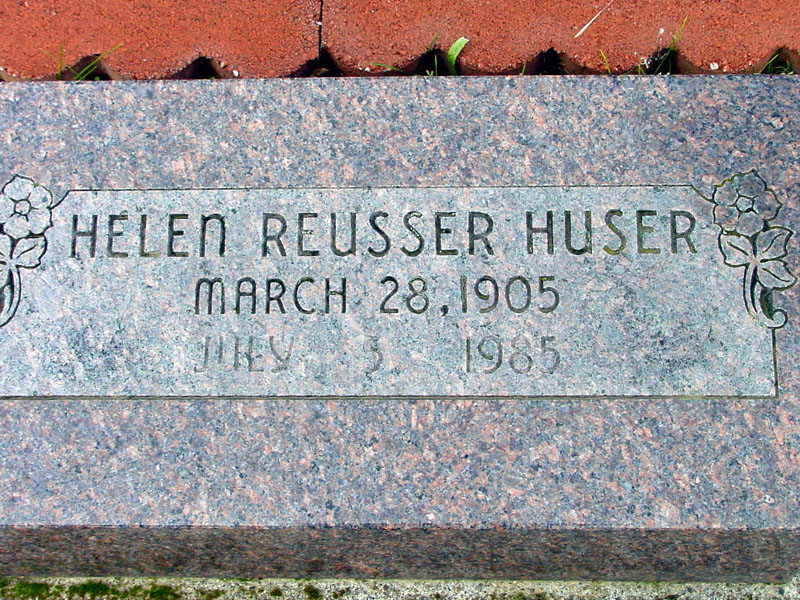 HELEN REUSSER HUSER
MARCH 28, 1905
JULY 3 1985